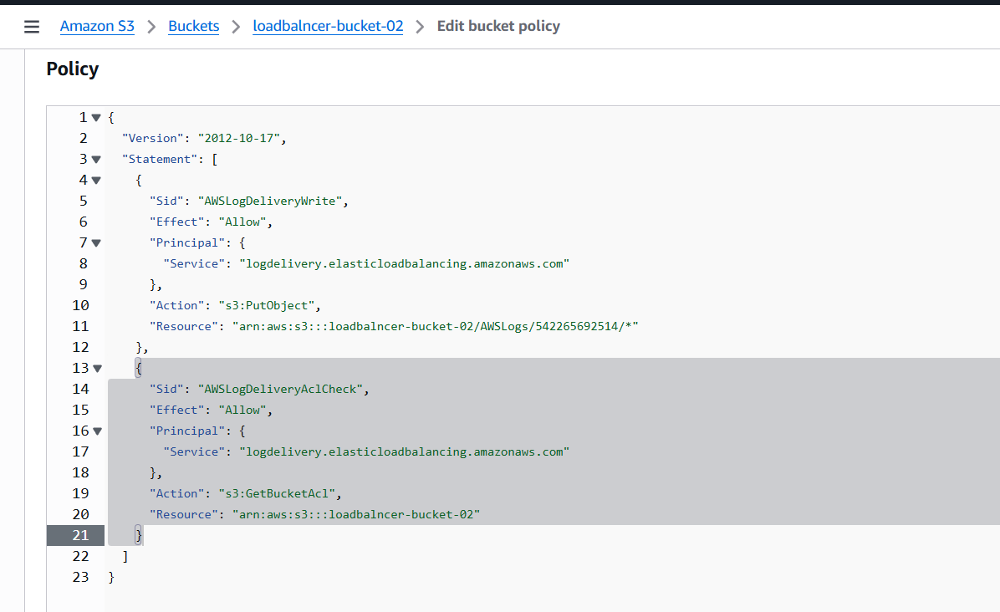 Amazon S3 > Buckets > loadbalncer-bucket-02 > Edit bucket policy
Policy
1 {
2 "Version": "2012-10-17",
3 "Statement": [
4 {
5 "Sid": "AWSLogDeliveryWrite",
6 "Effect": "Allow",
7 "Principal": {
8 "Service": "logdelivery.elasticloadbalancing.amazonaws.com"
9 },
10 "Action": "s3:PutObject",
11 "Resource": "arn:aws:s3:::loadbalncer-bucket-02/AWSLogs/542265692514/*"
12 },
13 {
14 "Sid": "AWSLogDeliveryAclCheck",
15 "Effect": "Allow",
16 "Principal": {
17 "Service": "logdelivery.elasticloadbalancing.amazonaws.com"
18 },
19 "Action": "s3:GetBucketAcl",
20 "Resource": "arn:aws:s3:::loadbalncer-bucket-02"
21 }
22 ]
23 }